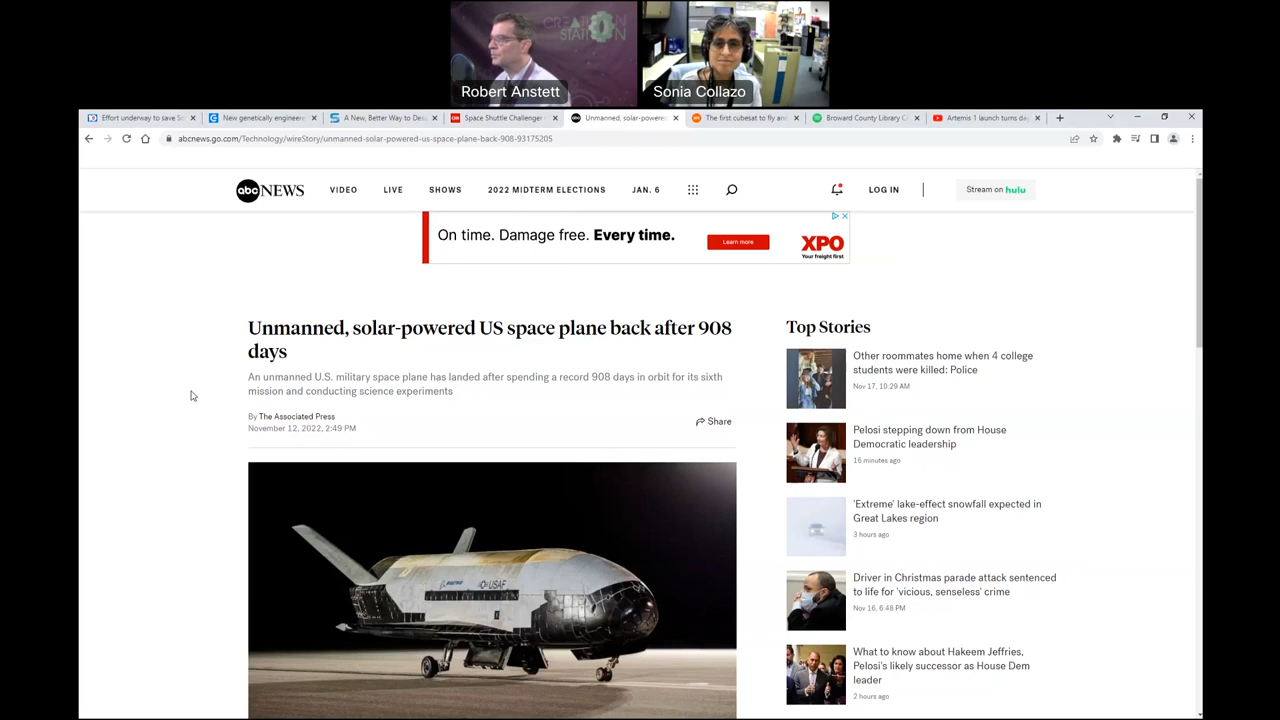 CREATION
STATION
Robert Anstett
Sonia Collazo
Effort underway to save S
New genetically engineere
A New, Better Way to Des
Space Shuttle Challenger
Unmanned, solar-powered
The first cubesat to fly an
Broward County Library C
Artemis 1 launch turns da
abcnews.go.com/Technology/wireStory/unmanned-solar-powered-us-space-plane-back-908-93175205
abc NEWS
VIDEO
LIVE
SHOWS
2022 MIDTERM ELECTIONS
JAN. 6
LOG IN
Stream on hulu
On time. Damage free. Every time.
Learn more
XPO
Your freight first
Unmanned, solar-powered US space plane back after 908
days
An unmanned U.S. military space plane has landed after spending a record 908 days in orbit for its sixth
mission and conducting science experiments
By The Associated Press
November 12, 2022, 2:49 PM
Share
USAF
Top Stories
Other roommates home when 4 college
students were killed: Police
Nov 17, 10:29 AM
Pelosi stepping down from House
Democratic leadership
16 minutes ago
'Extreme' lake-effect snowfall expected in
Great Lakes region
3 hours ago
Driver in Christmas parade attack sentenced
to life for 'vicious, senseless' crime
Nov 16, 6:48 PM
What to know about Hakeem Jeffries,
Pelosi's likely successor as House Dem
leader
2 hours ago